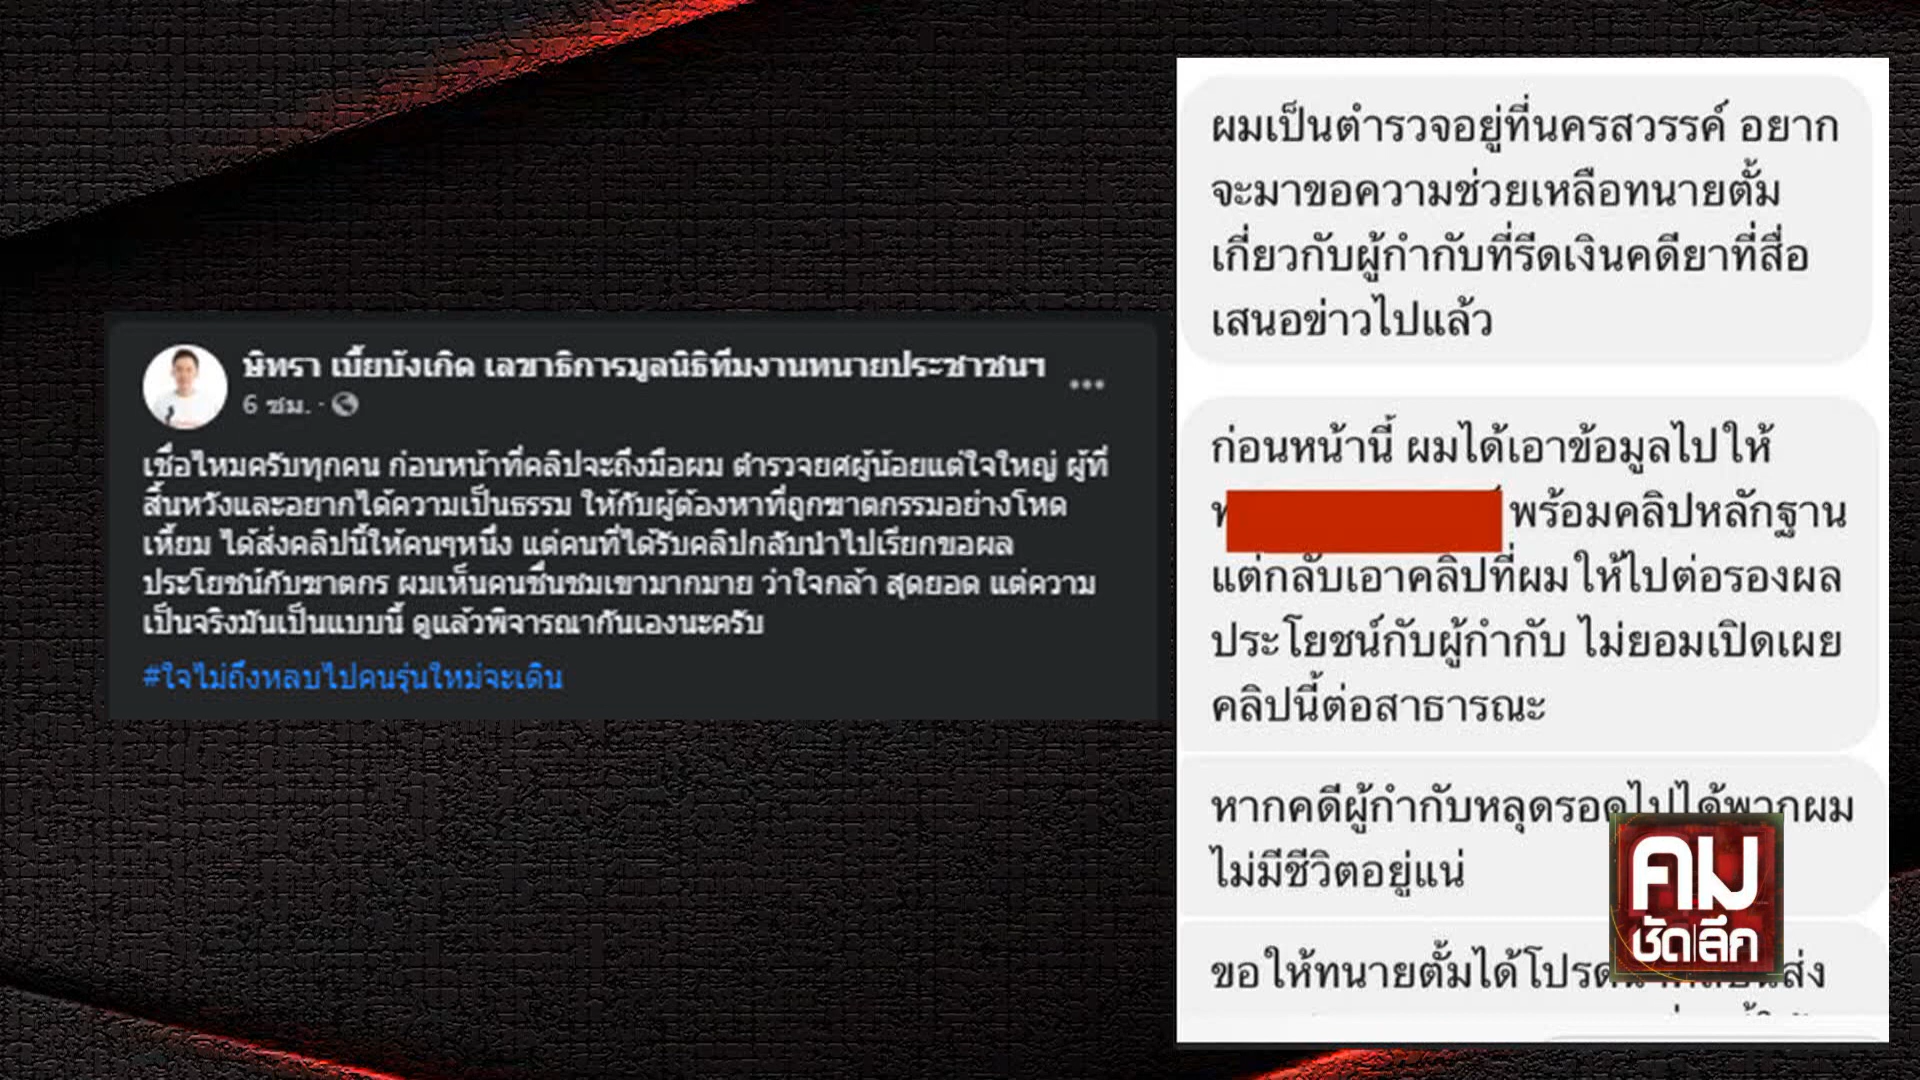 ษิทรา เบี้ยบังเกิด เลขาธิการมูลนิธิทีมงานทนายประชาชนฯ
6 ชม. ·
เชื่อไหมครับทุกคน ก่อนหน้าที่คลิปจะถึงมือผม ตำรวจยศผู้น้อยแต่ใจใหญ่ ผู้ที่
สิ้นหวังและอยากได้ความเป็นธรรม ให้กับผู้ต้องหาที่ถูกฆาตกรรมอย่างโหด
เหี้ยม ได้ส่งคลิปนี้ให้คนๆหนึ่ง แต่คนที่ได้รับคลิปกลับนำไปเรียกขอผล
ประโยชน์กับฆาตกร ผมเห็นคนชื่นชมเขามากมาย ว่าใจกล้า สุดยอด แต่ความ
เป็นจริงมันเป็นแบบนี้ ดูแล้วพิจารณากันเองนะครับ
#ใจไม่ถึงหลบไปคนรุ่นใหม่จะเดิน
ผมเป็นตำรวจอยู่ที่นครสวรรค์ อยาก
จะมาขอความช่วยเหลือทนายตั้ม
เกี่ยวกับผู้กำกับที่รีดเงินคดียาที่สื่อ
เสนอข่าวไปแล้ว
ก่อนหน้านี้ ผมได้เอาข้อมูลไปให้
พร้อมคลิปหลักฐาน
แต่กลับเอาคลิปที่ผมให้ไปต่อรองผล
ประโยชน์กับผู้กำกับ ไม่ยอมเปิดเผย
คลิปนี้ต่อสาธารณะ
หากคดีผู้กำกับหลุดรอดไปได้พวกผม
ไม่มีชีวิตอยู่แน่
ขอให้ทนายตั้มได้โปรด
ส่ง
คม
ชัดลึก